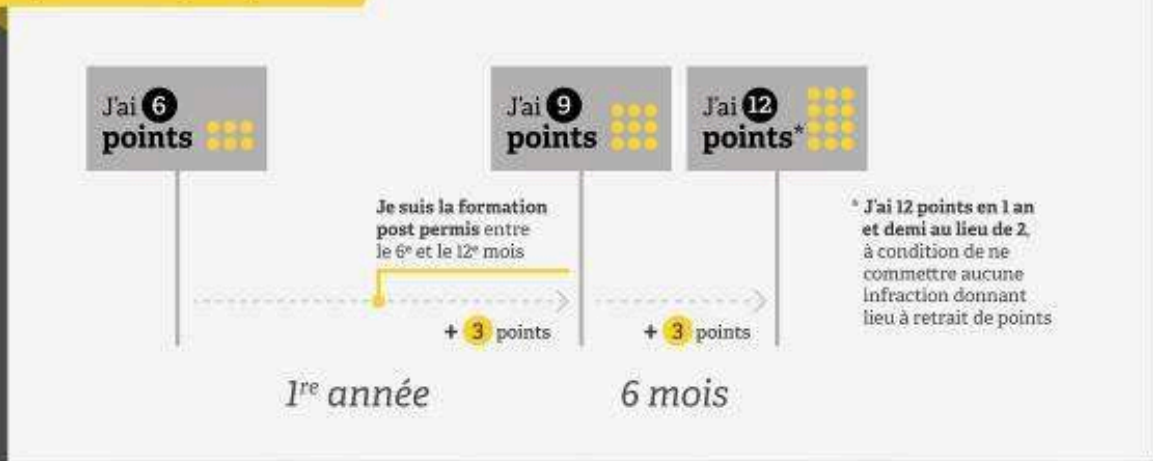 J'ai 6
points
J'ai 9
points
J'ai 12
points*
Je suis la formation
post permis entre
le 6e et le 12e mois
* J'ai 12 points en 1 an
et demi au lieu de 2,
à condition de ne
commettre aucune
infraction donnant
lieu à retrait de points
+ 3 points
+ 3 points
1re année
6 mois